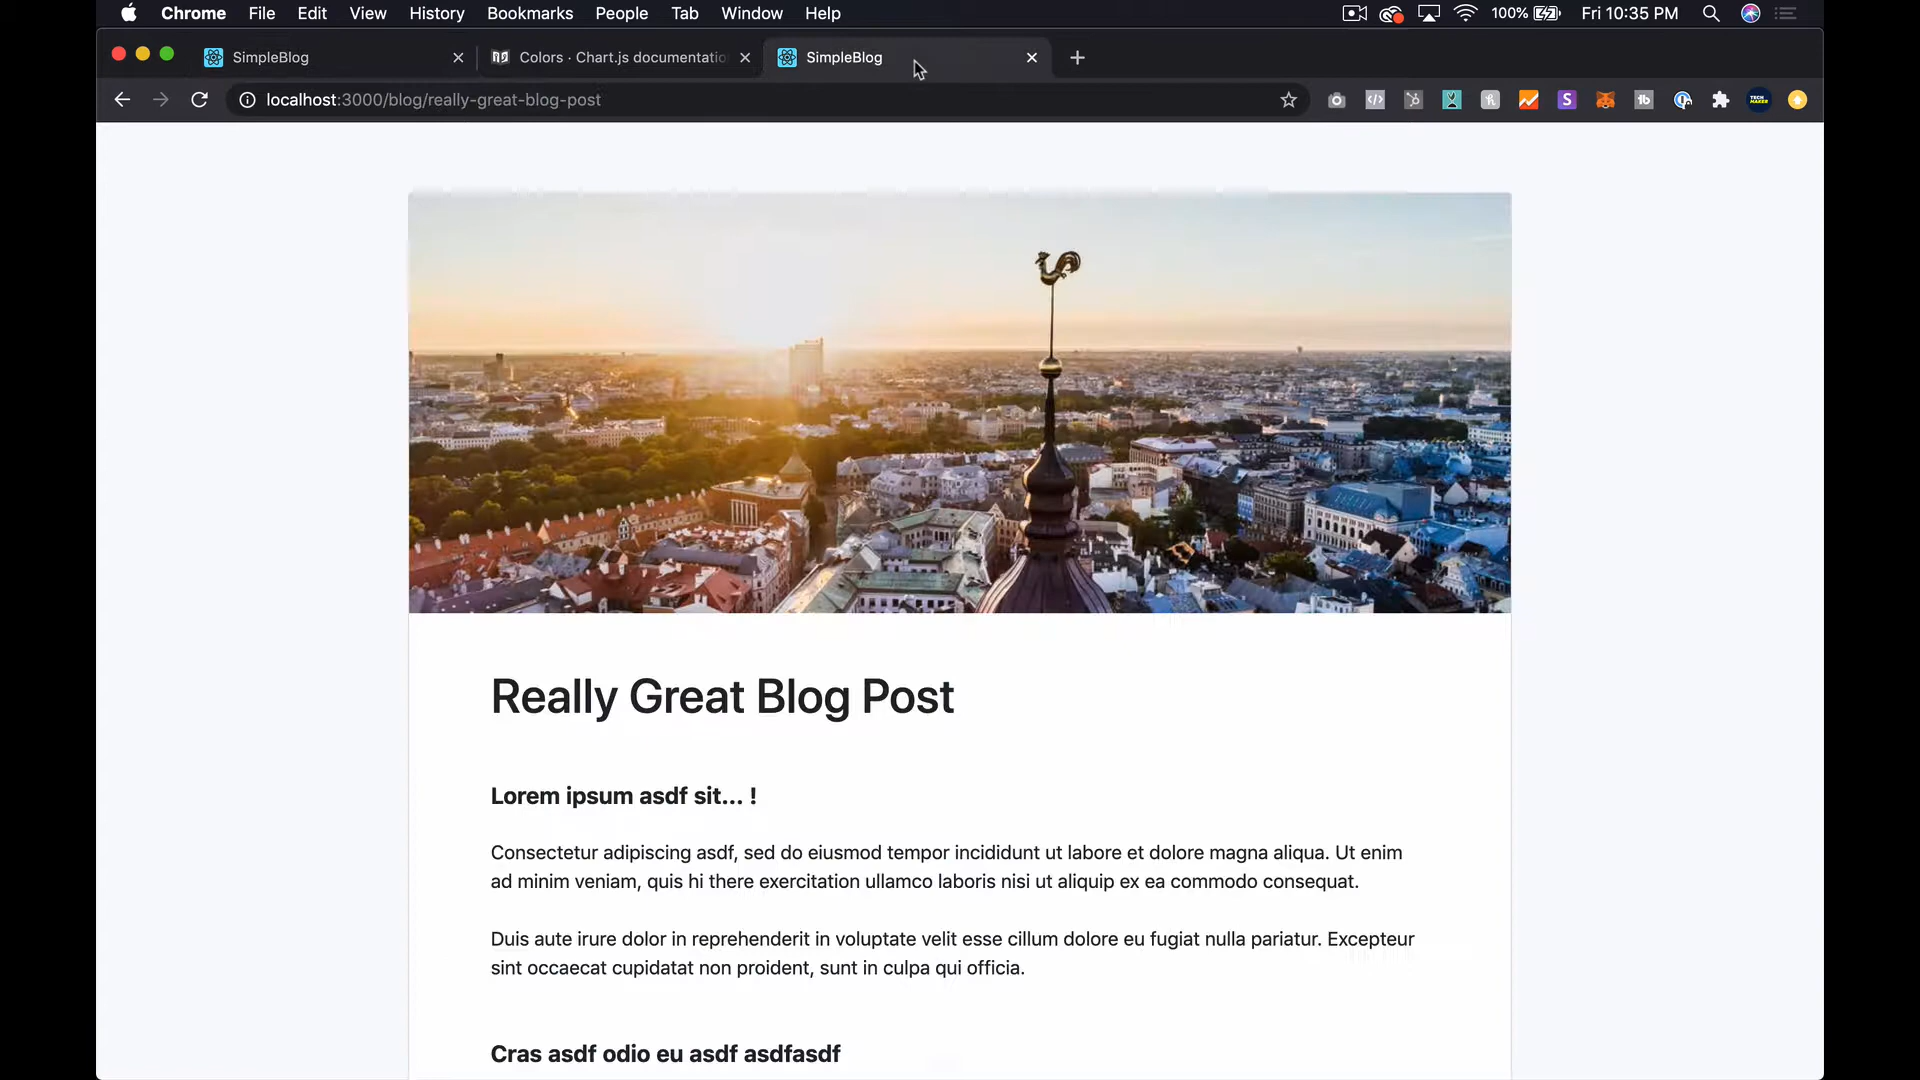 Chrome File Edit View History Bookmarks People Tab Window Help 100% Fri 10:35 PM
SimpleBlog Colors · Chart.js documentatio SimpleBlog
localhost:3000/blog/really-great-blog-post
Really Great Blog Post
Lorem ipsum asdf sit... !
Consectetur adipiscing asdf, sed do eiusmod tempor incididunt ut labore et dolore magna aliqua. Ut enim
ad minim veniam, quis hi there exercitation ullamco laboris nisi ut aliquip ex ea commodo consequat.
Duis aute irure dolor in reprehenderit in voluptate velit esse cillum dolore eu fugiat nulla pariatur. Excepteur
sint occaecat cupidatat non proident, sunt in culpa qui officia.
Cras asdf odio eu asdf asdfasdf